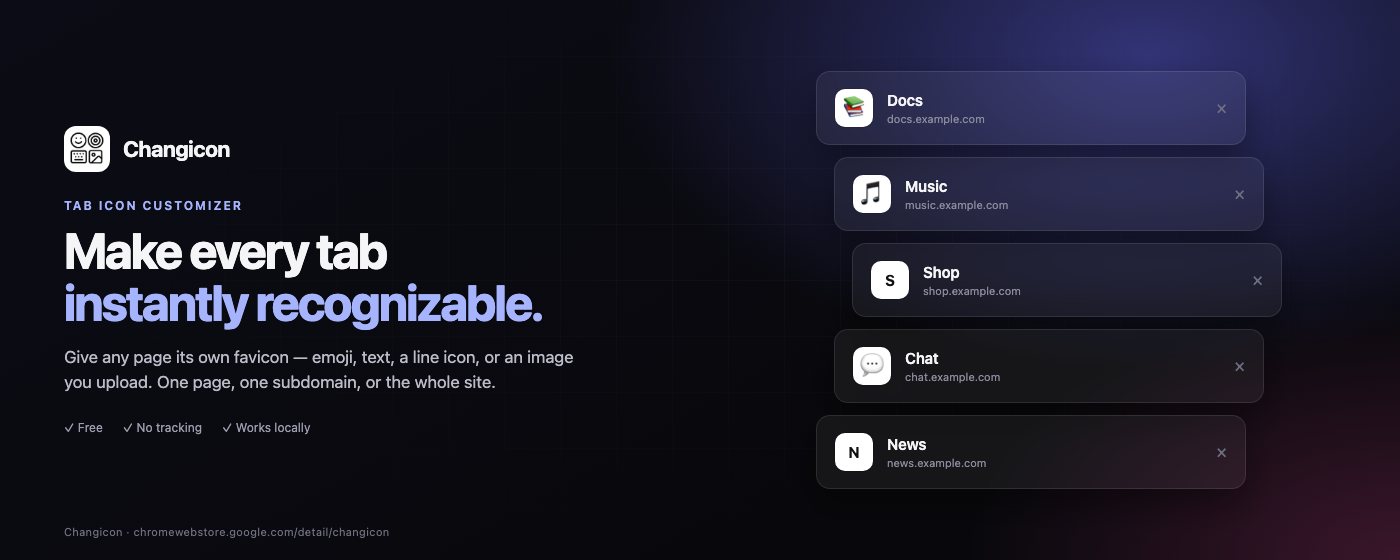 Changicon
TAB ICON CUSTOMIZER
Make every tab
instantly recognizable.
Give any page its own favicon — emoji, text, a line icon, or an image
you upload. One page, one subdomain, or the whole site.
✓ Free ✓ No tracking ✓ Works locally
Changicon · chromewebstore.google.com/detail/changicon
Docs
docs.example.com
×
Music
music.example.com
×
S
Shop
shop.example.com
×
Chat
chat.example.com
×
N
News
news.example.com
×